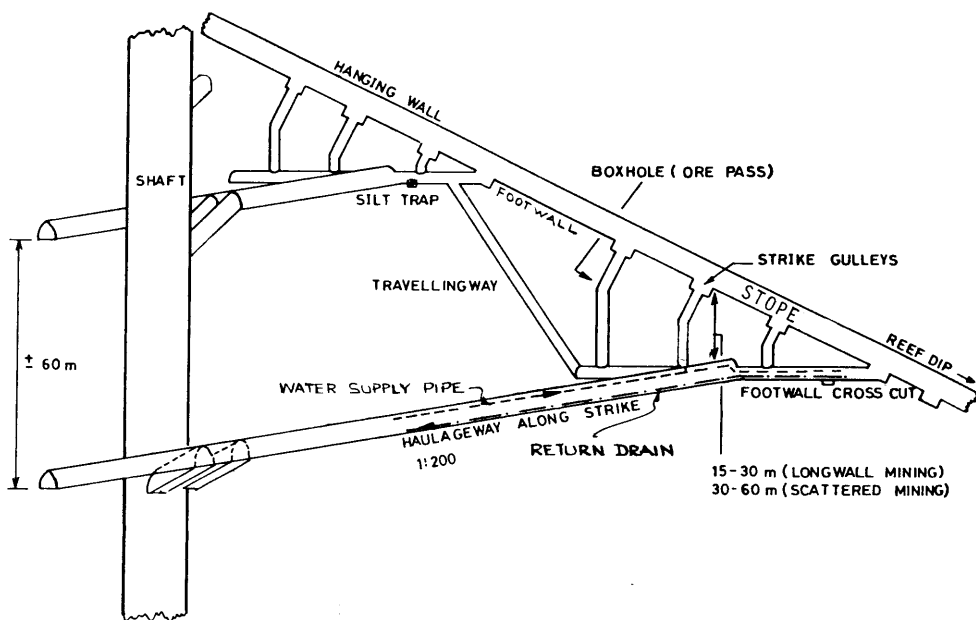 HANGING WALL
SHAFT
BOXHOLE (ORE PASS)
SILT TRAP
FOOTWALL
STRIKE GULLEYS
TRAVELLINGWAY
STOPE
± 60 m
REEF DIP
WATER SUPPLY PIPE
FOOTWALL CROSS CUT
HAULAGEWAY ALONG STRIKE
1:200
RETURN DRAIN
15-30 m (LONGWALL MINING)
30-60 m (SCATTERED MINING)